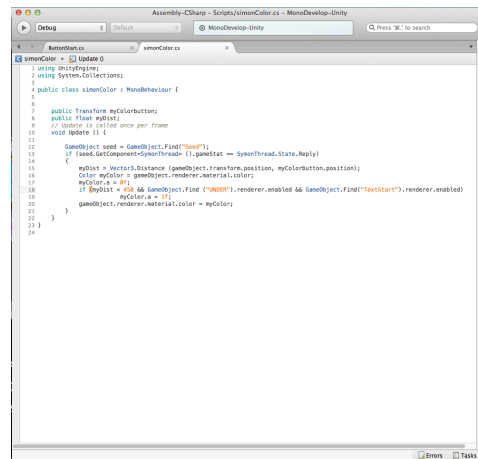 Assembly-CSharp – Scripts/simonColor.cs – MonoDevelop-Unity
Debug
Default
MonoDevelop-Unity
Press '⌘.' to search
ButtonStart.cs
simonColor.cs
simonColor
Update ()
1 using UnityEngine;
2 using System.Collections;
3
4 public class simonColor : MonoBehaviour {
5
6
7 public Transform myColorbutton;
8 public float myDist;
9 // Update is called once per frame
10 void Update () {
11
12 GameObject seed = GameObject.Find("Seed");
13 if (seed.GetComponent<SymonThread> ().gameStat == SymonThread.State.Reply)
14 {
15 myDist = Vector3.Distance (gameObject.transform.position, myColorbutton.position);
16 Color myColor = gameObject.renderer.material.color;
17 myColor.a = 0f;
18 if (myDist < 450 && GameObject.Find ("UNDER").renderer.enabled && GameObject.Find("TextStart").renderer.enabled)
19 myColor.a = 1f;
20 gameObject.renderer.material.color = myColor;
21 }
22 }
23 }
24
Errors
Tasks